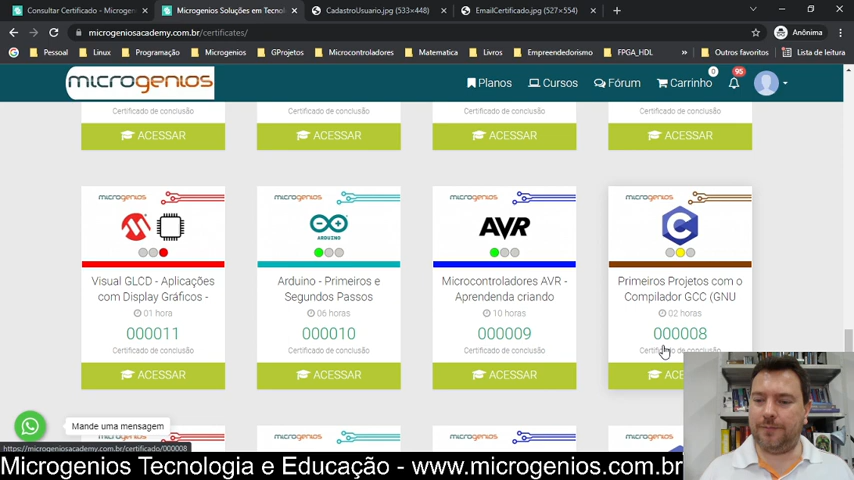 Consultar Certificado - Microgen
Microgenios Soluções em Tecnol
CadastroUsuario.jpg (533×448)
EmailCertificado.jpg (527×554)
microgeniosacademy.com.br/certificates/
Anônima
Pessoal
Linux
Programação
Microgenios
GProjetos
Microcontroladores
Matematica
Livros
Empreendedorismo
FPGA_HDL
»
Outros favoritos
Lista de leitura
microgenios
Planos
Cursos
Fórum
Carrinho
0
95
Certificado de conclusão
Certificado de conclusão
Certificado de conclusão
Certificado de conclusão
ACESSAR
ACESSAR
ACESSAR
ACESSAR
microgenios
microgenios
microgenios
microgenios
ARDUINO
AVR
C
Visual GLCD - Aplicações
com Display Gráficos -
01 hora
000011
Certificado de conclusão
ACESSAR
Arduino - Primeiros e
Segundos Passos
06 horas
000010
Certificado de conclusão
ACESSAR
Microcontroladores AVR -
Aprendenda criando
10 horas
000009
Certificado de conclusão
ACESSAR
Primeiros Projetos com o
Compilador GCC (GNU
02 horas
000008
Certificado de conclusão
ACE
Mande uma mensagem
microgenios
microgenios
microgenios
https://microgeniosacademy.com.br/certificado/000008
Microgenios Tecnologia e Educação - www.microgenios.com.br